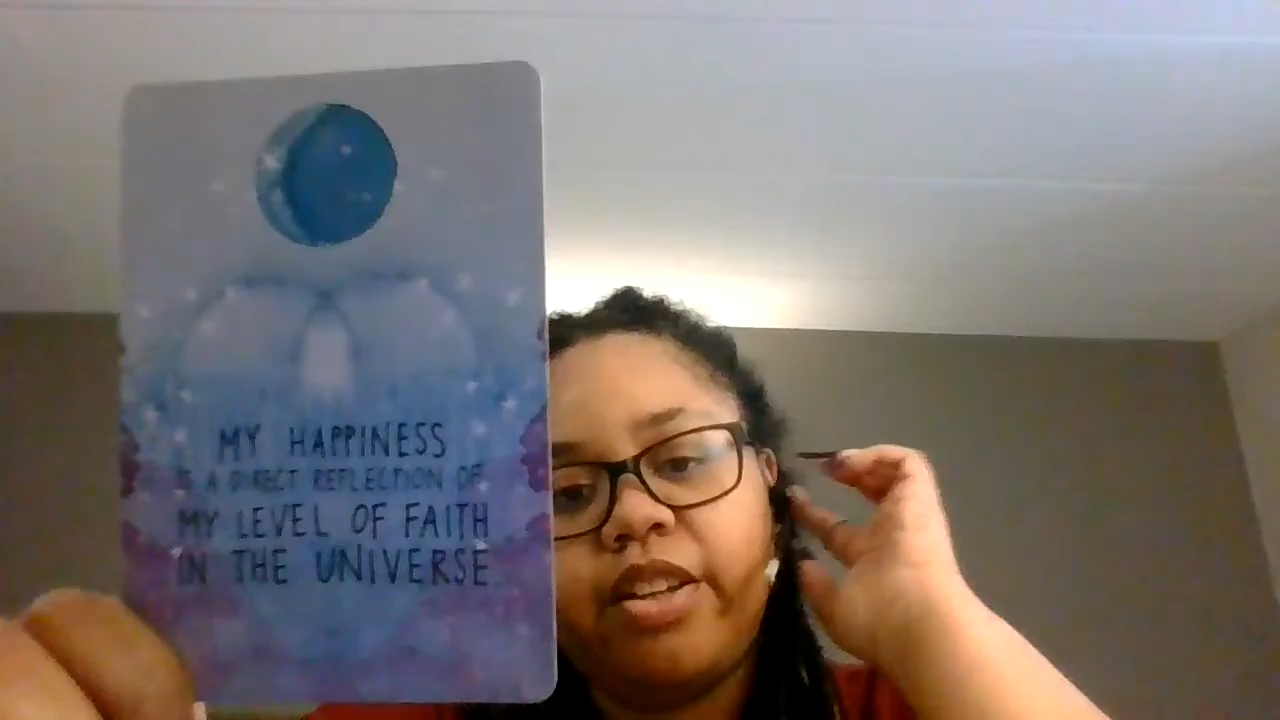 MY HAPPINESS
IS A DIRECT REFLECTION OF
MY LEVEL OF FAITH
IN THE UNIVERSE